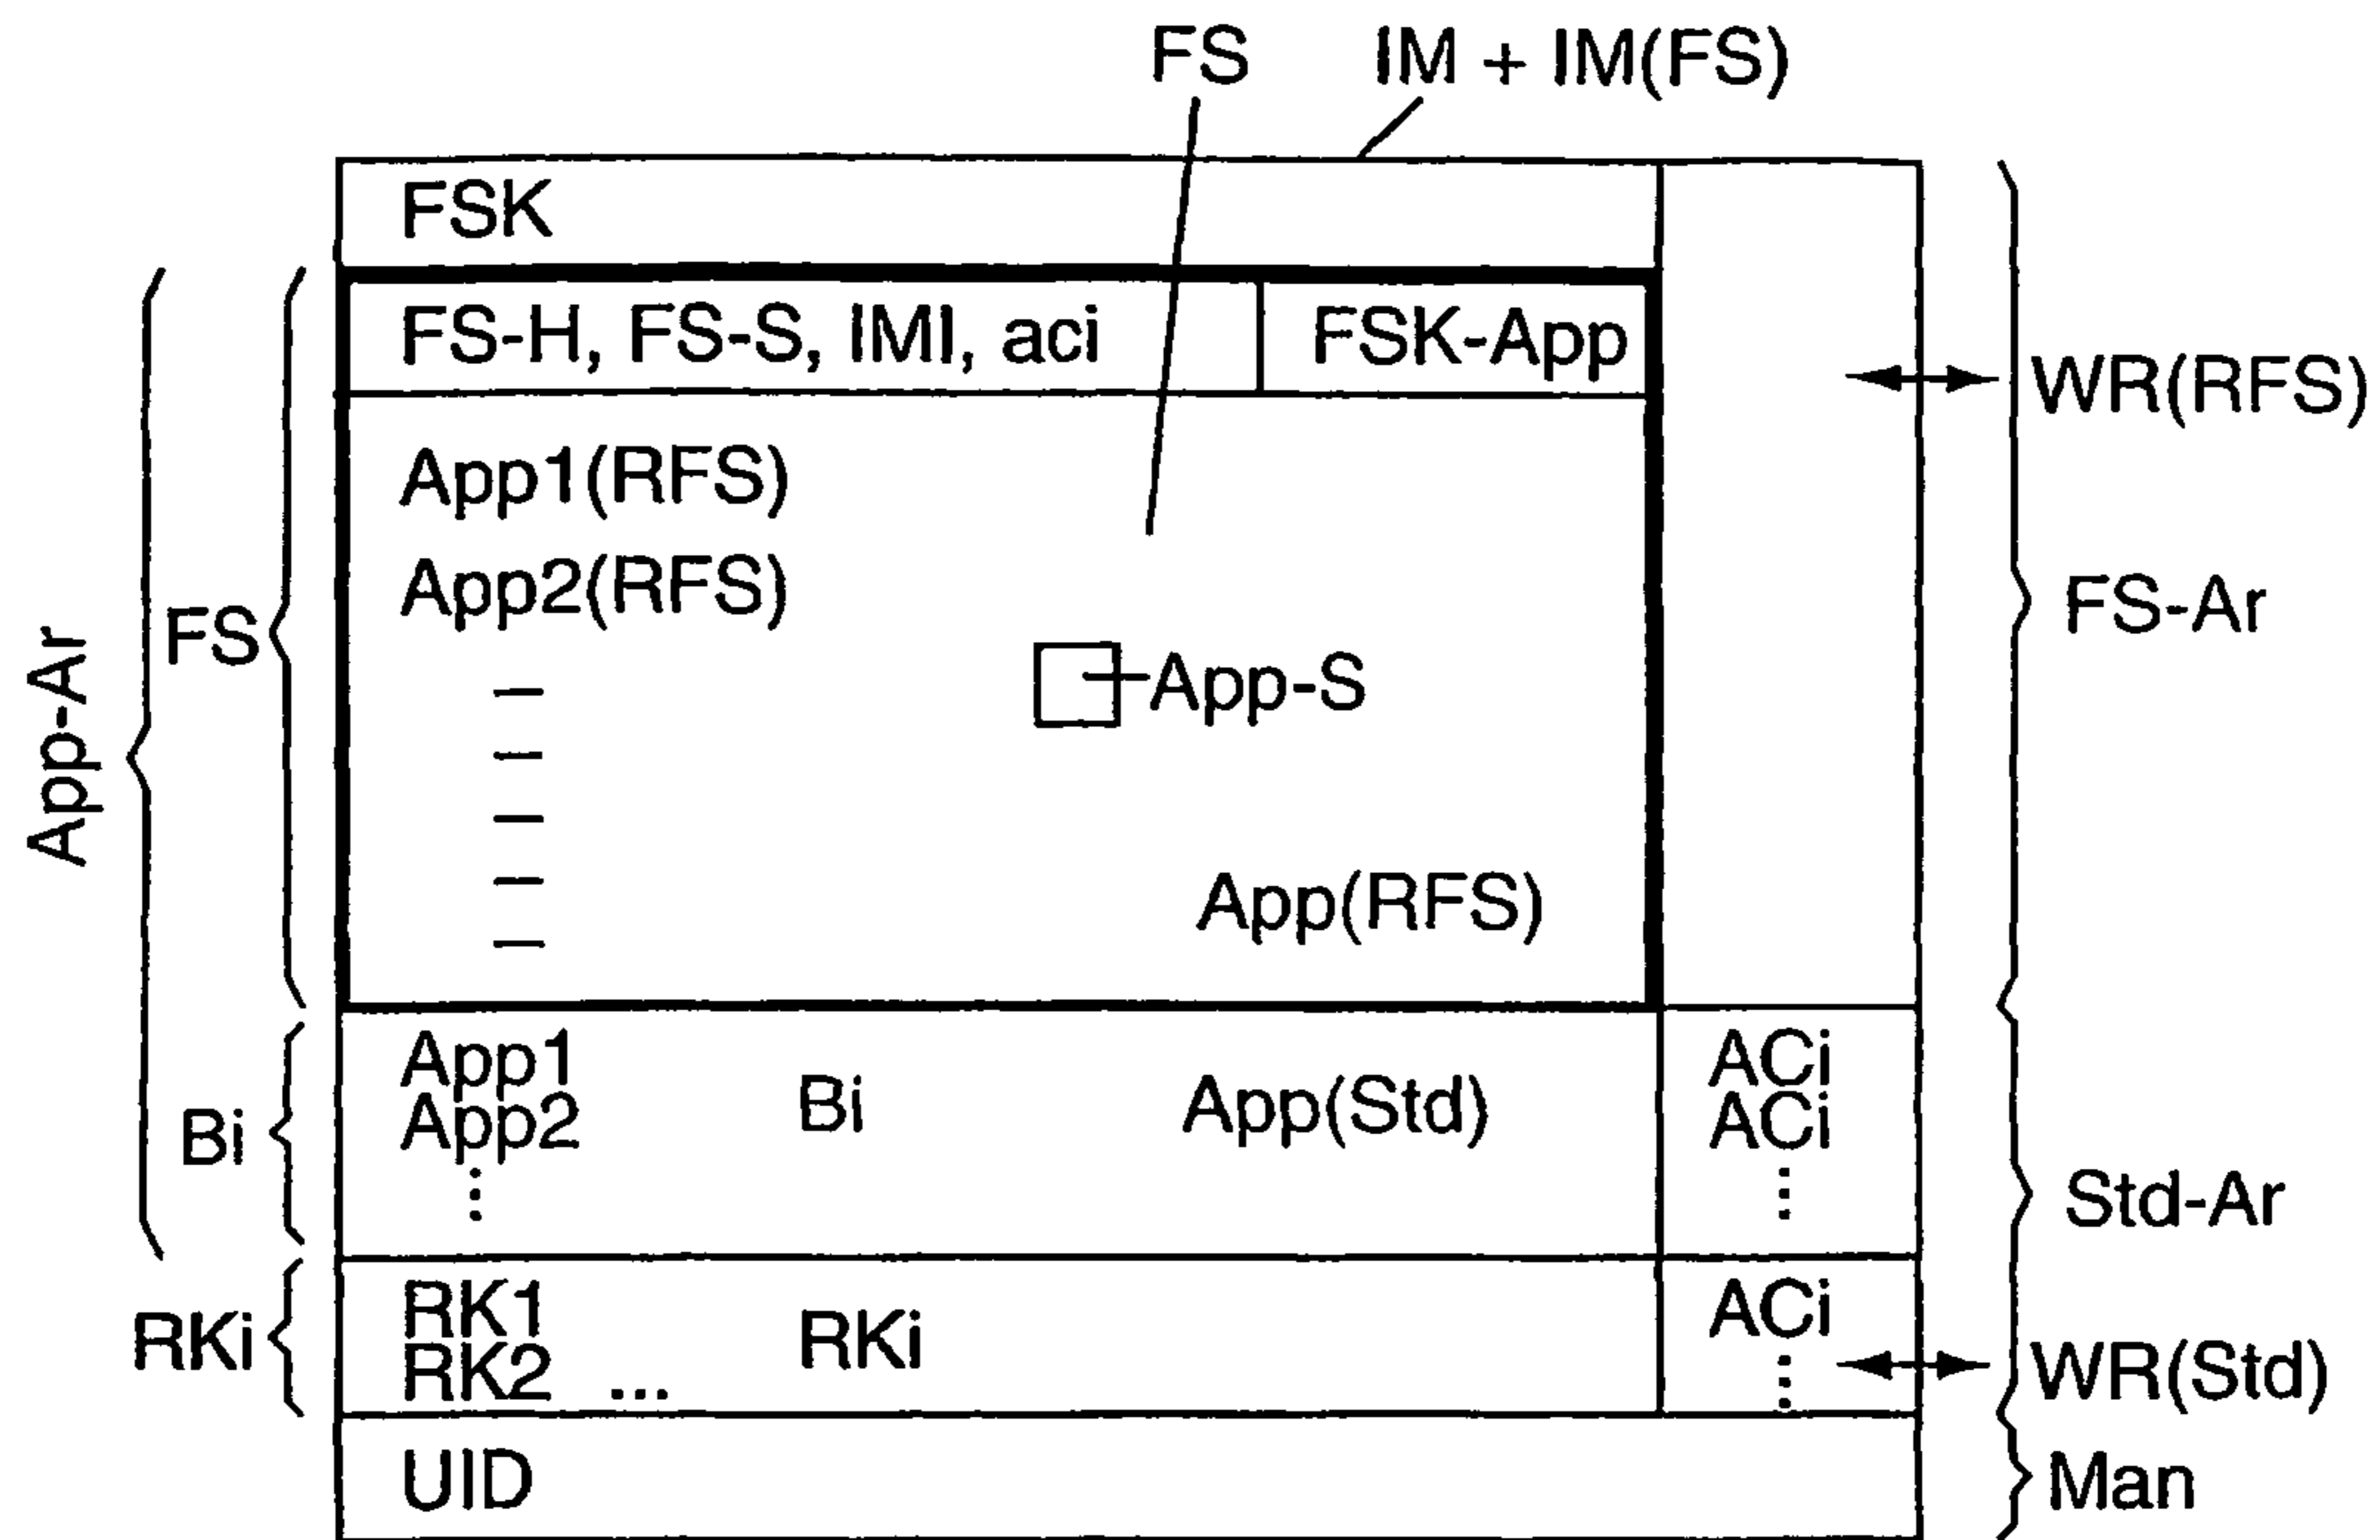 FS IM + IM(FS)
FSK
FS-H, FS-S, IMI, aci FSK-App
WR(RFS)
App1(RFS)
App2(RFS)
FS
FS-Ar
App-S
App-Ar
App(RFS)
App1 ACi
Bi App(Std)
App2 ACi
Bi
⋮ ⋮
Std-Ar
RK1 ACi
RKi RKi
RK2 ... ⋮ WR(Std)
UID Man